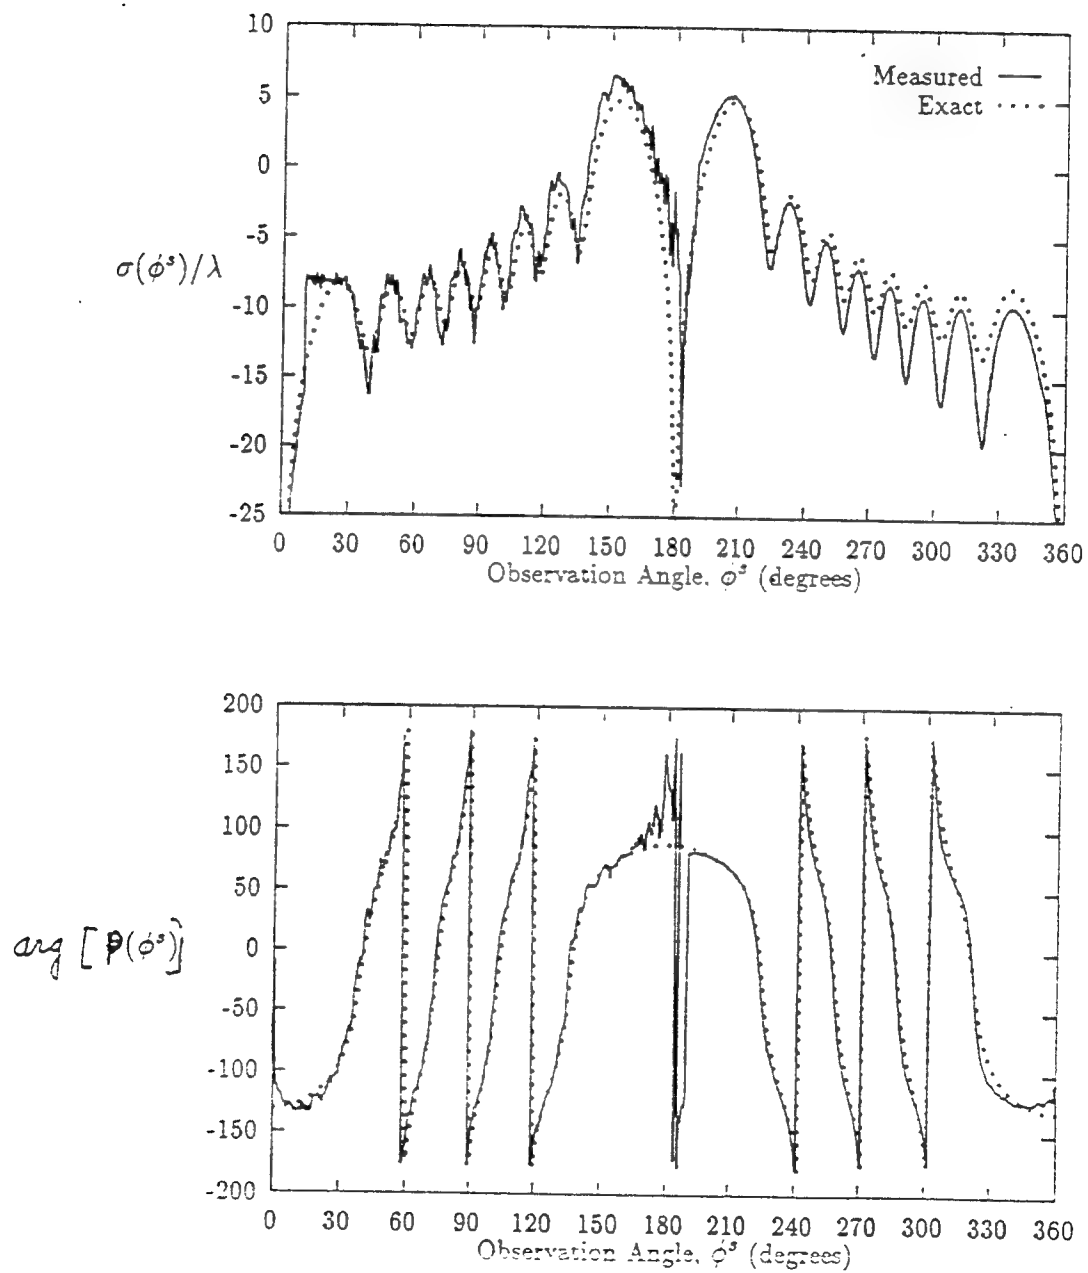 10
5
0
-5
-10
-15
-20
-25
σ(ϕˢ)/λ
Measured
Exact
0 30 60 90 120 150 180 210 240 270 300 330 360
Observation Angle, ϕˢ (degrees)
200
150
100
50
0
-50
-100
-150
-200
arg [P(ϕˢ)]
0 30 60 90 120 150 180 210 240 270 300 330 360
Observation Angle, ϕˢ (degrees)